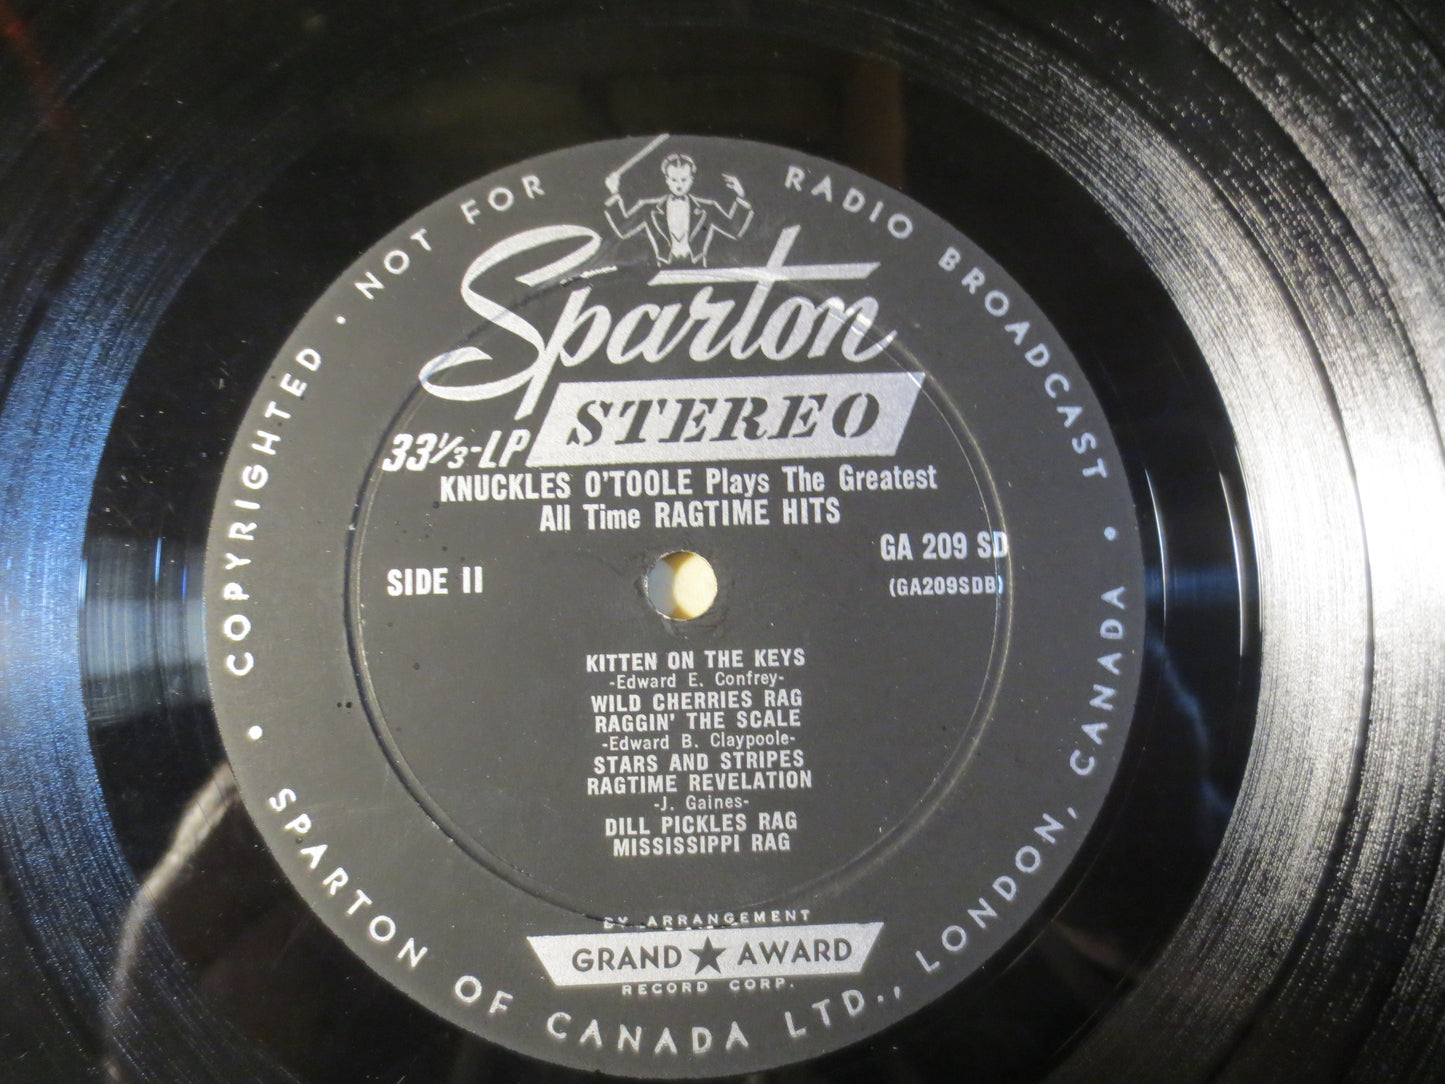 COPYRIGHTED · NOT FOR RADIO BROADCAST ·
Sparton
STEREO
33⅓-LP
KNUCKLES O'TOOLE Plays The Greatest
All Time RAGTIME HITS
GA 209 SD
SIDE II
(GA209SDB)
KITTEN ON THE KEYS
-Edward E. Confrey-
WILD CHERRIES RAG
RAGGIN' THE SCALE
-Edward B. Claypoole-
STARS AND STRIPES
RAGTIME REVELATION
-J. Gaines-
DILL PICKLES RAG
MISSISSIPPI RAG
BY ARRANGEMENT
GRAND ★ AWARD
RECORD CORP.
· SPARTON OF CANADA LTD., LONDON, CANADA